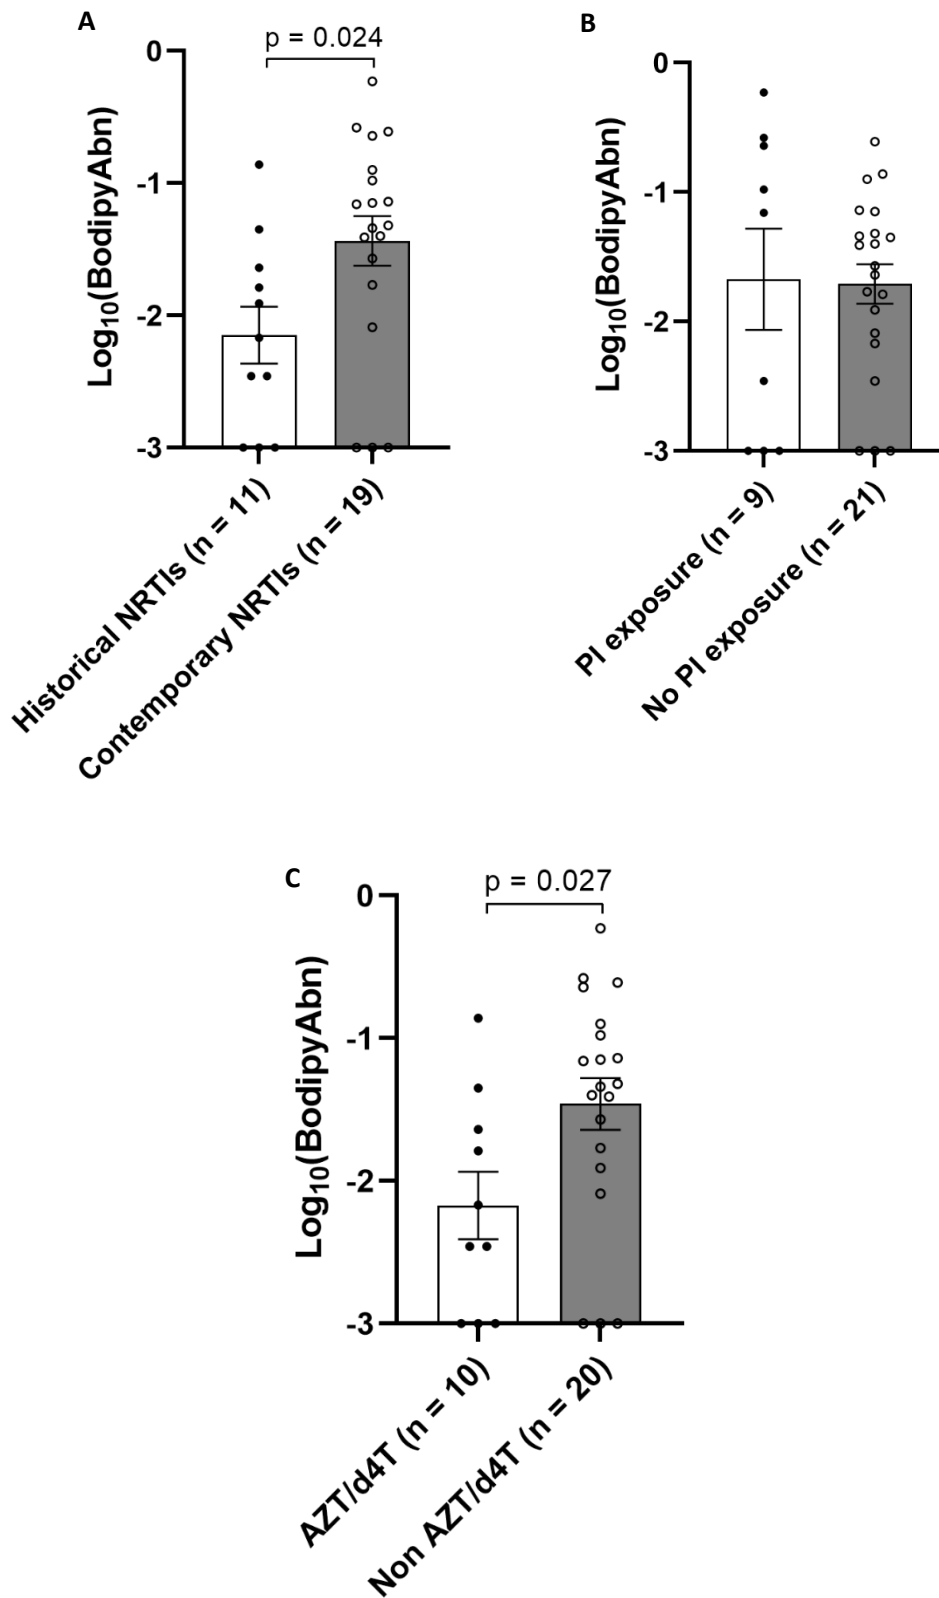 A
p = 0.024
Log10(BodipyAbn)
0
-1
-2
-3
Historical NRTIs (n = 11)
Contemporary NRTIs (n = 19)
B
Log10(BodipyAbn)
0
-1
-2
-3
PI exposure (n = 9)
No PI exposure (n = 21)
C
p = 0.027
Log10(BodipyAbn)
0
-1
-2
-3
AZT/d4T (n = 10)
Non AZT/d4T (n = 20)